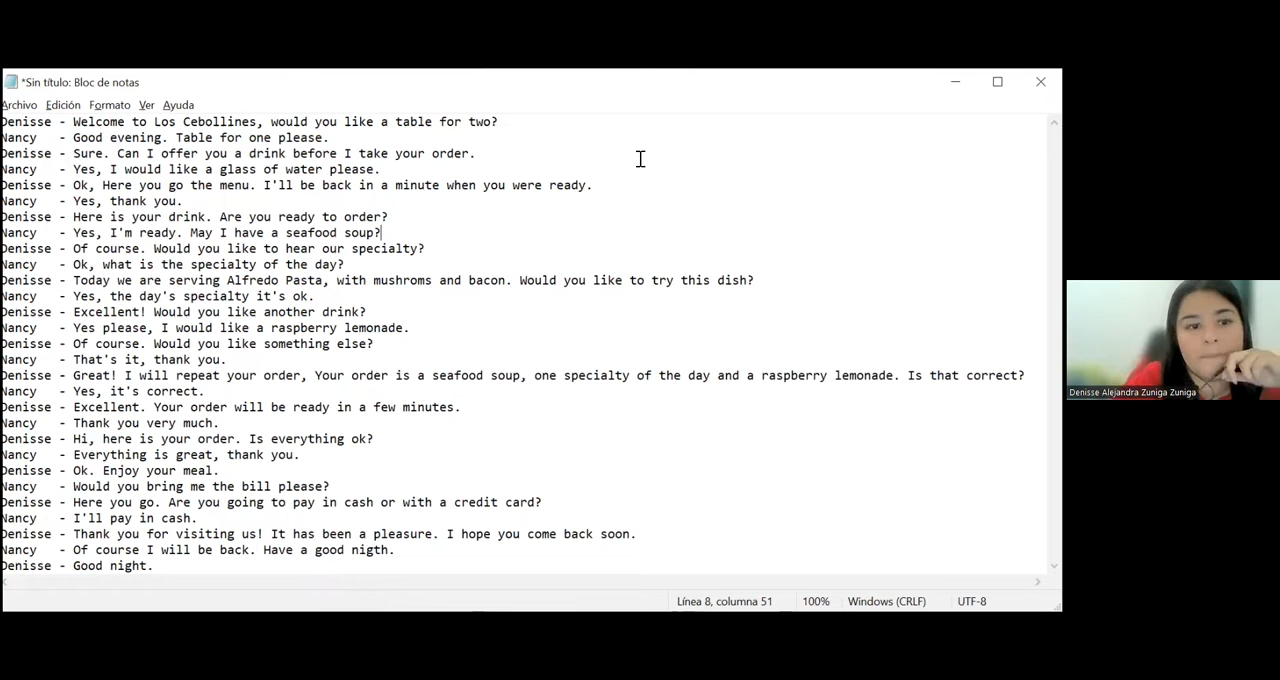 *Sin título: Bloc de notas
Archivo Edición Formato Ver Ayuda
Denisse - Welcome to Los Cebollines, would you like a table for two?
Nancy - Good evening. Table for one please.
Denisse - Sure. Can I offer you a drink before I take your order.
Nancy - Yes, I would like a glass of water please.
Denisse - Ok, Here you go the menu. I'll be back in a minute when you were ready.
Nancy - Yes, thank you.
Denisse - Here is your drink. Are you ready to order?
Nancy - Yes, I'm ready. May I have a seafood soup?
Denisse - Of course. Would you like to hear our specialty?
Nancy - Ok, what is the specialty of the day?
Denisse - Today we are serving Alfredo Pasta, with mushroms and bacon. Would you like to try this dish?
Nancy - Yes, the day's specialty it's ok.
Denisse - Excellent! Would you like another drink?
Nancy - Yes please, I would like a raspberry lemonade.
Denisse - Of course. Would you like something else?
Nancy - That's it, thank you.
Denisse - Great! I will repeat your order, Your order is a seafood soup, one specialty of the day and a raspberry lemonade. Is that correct?
Nancy - Yes, it's correct.
Denisse - Excellent. Your order will be ready in a few minutes.
Nancy - Thank you very much.
Denisse - Hi, here is your order. Is everything ok?
Nancy - Everything is great, thank you.
Denisse - Ok. Enjoy your meal.
Nancy - Would you bring me the bill please?
Denisse - Here you go. Are you going to pay in cash or with a credit card?
Nancy - I'll pay in cash.
Denisse - Thank you for visiting us! It has been a pleasure. I hope you come back soon.
Nancy - Of course I will be back. Have a good nigth.
Denisse - Good night.
Línea 8, columna 51 100% Windows (CRLF) UTF-8
Denisse Alejandra Zuniga Zuniga